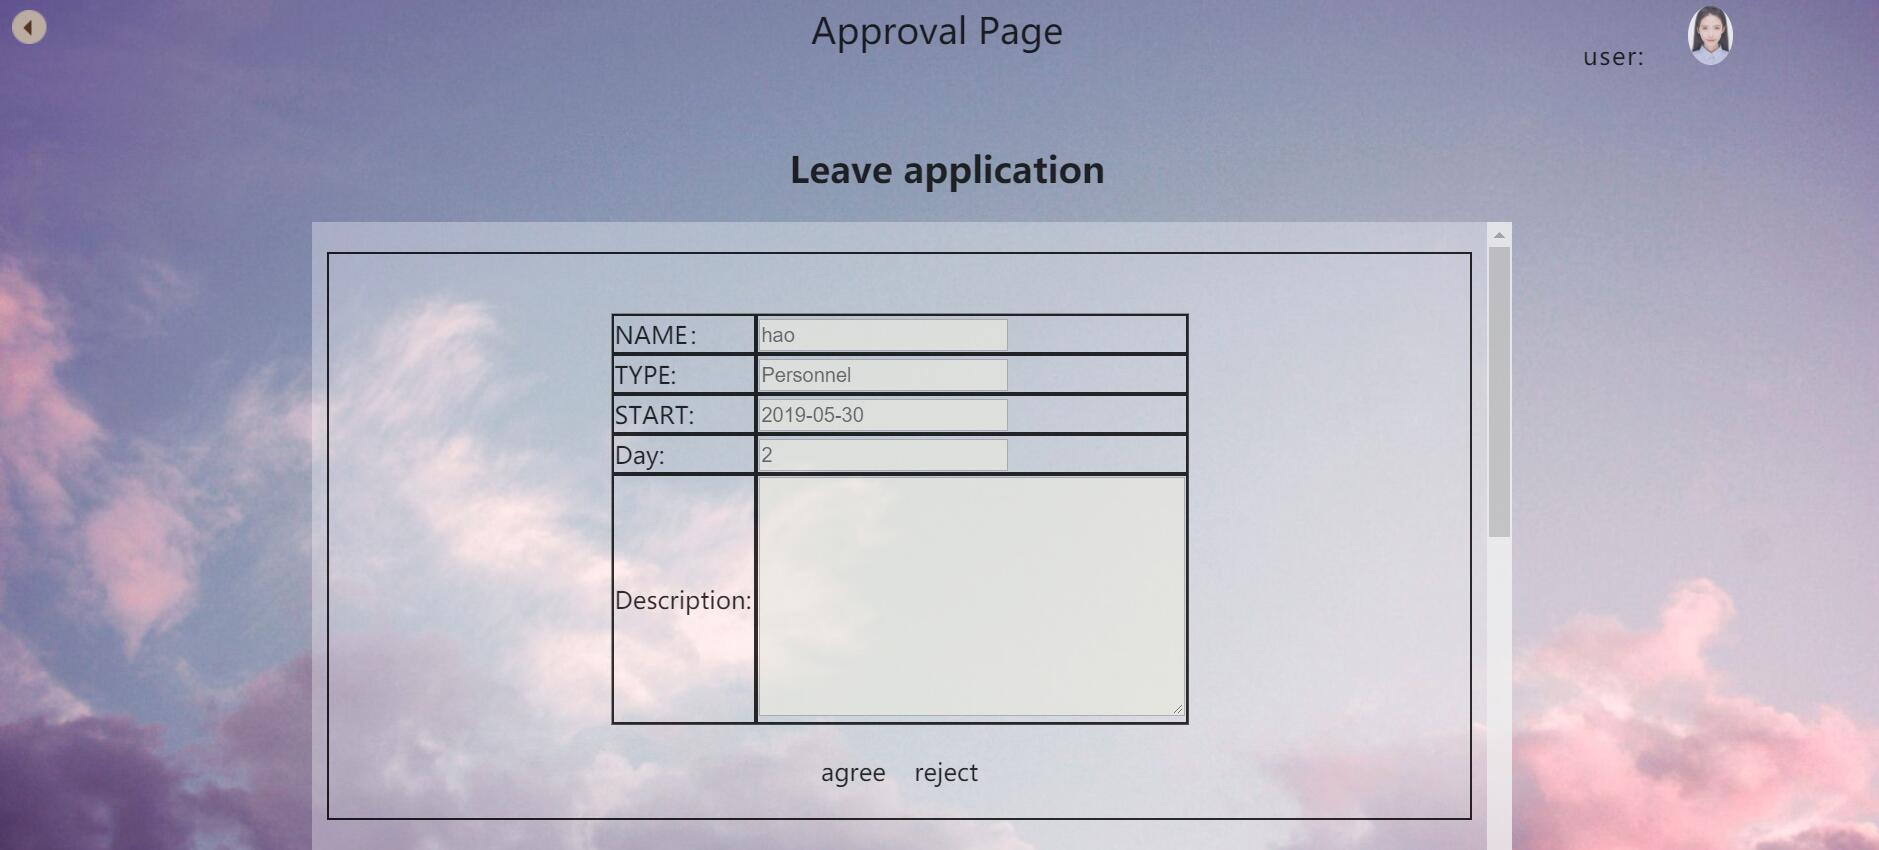 Approval Page
user:
Leave application
NAME: hao
TYPE: Personnel
START: 2019-05-30
Day: 2
Description:
agree reject